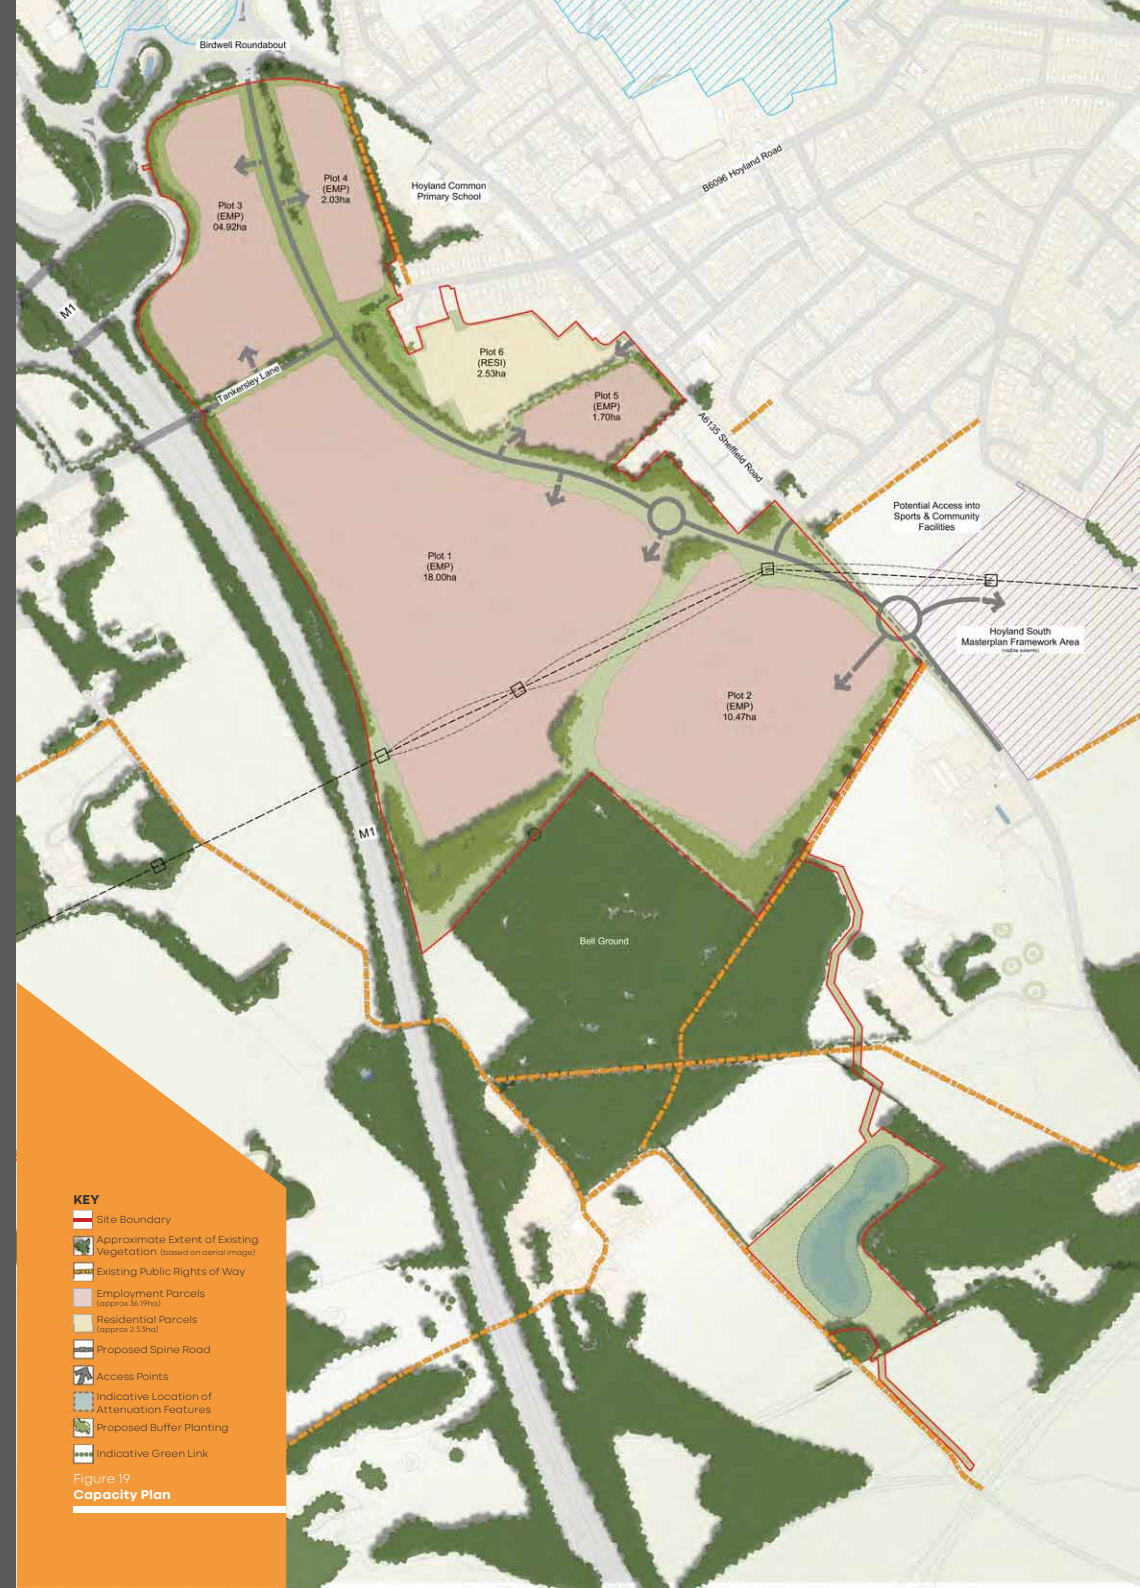 Birdwell Roundabout
B6096 Hoyland Road
Hoyland Common
Primary School
Plot 4
(EMP)
2.03ha
Plot 3
(EMP)
04.92ha
M1
Plot 6
(RESI)
2.53ha
Tankersley Lane
Plot 5
(EMP)
1.70ha
A6135 Sheffield Road
Potential Access into
Sports & Community
Facilities
Plot 1
(EMP)
18.00ha
Hoyland South
Masterplan Framework Area
(visible extents)
Plot 2
(EMP)
10.47ha
M1
Bell Ground
KEY
Site Boundary
Approximate Extent of Existing
Vegetation (based on aerial image)
Existing Public Rights of Way
Employment Parcels
(approx 36.19ha)
Residential Parcels
(approx 2.53ha)
Proposed Spine Road
Access Points
Indicative Location of
Attenuation Features
Proposed Buffer Planting
Indicative Green Link
Figure 19
Capacity Plan